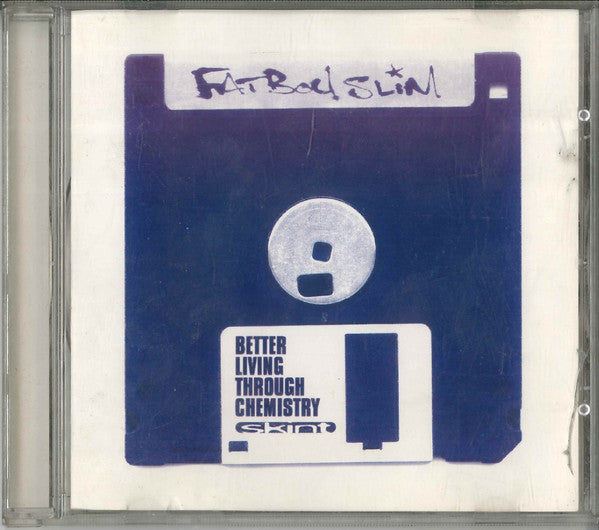 FATBOY SLIM
BETTER
LIVING
THROUGH
CHEMISTRY
skint